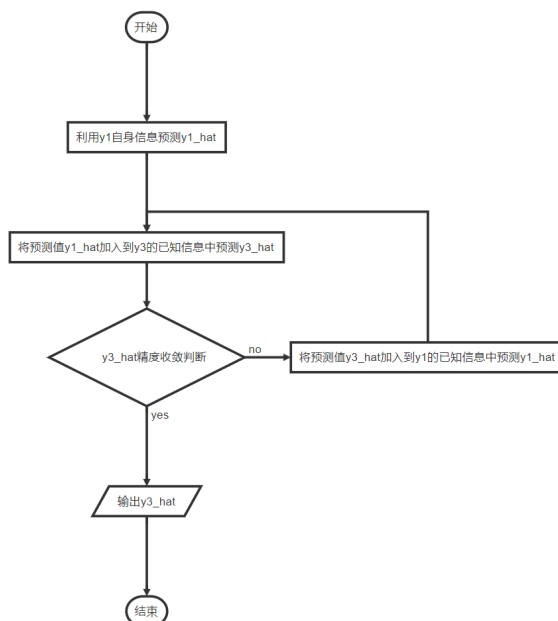 开始
利用y1自身信息预测y1_hat
将预测值y1_hat加入到y3的已知信息中预测y3_hat
y3_hat精度收敛判断
no
将预测值y3_hat加入到y1的已知信息中预测y1_hat
yes
输出y3_hat
结束